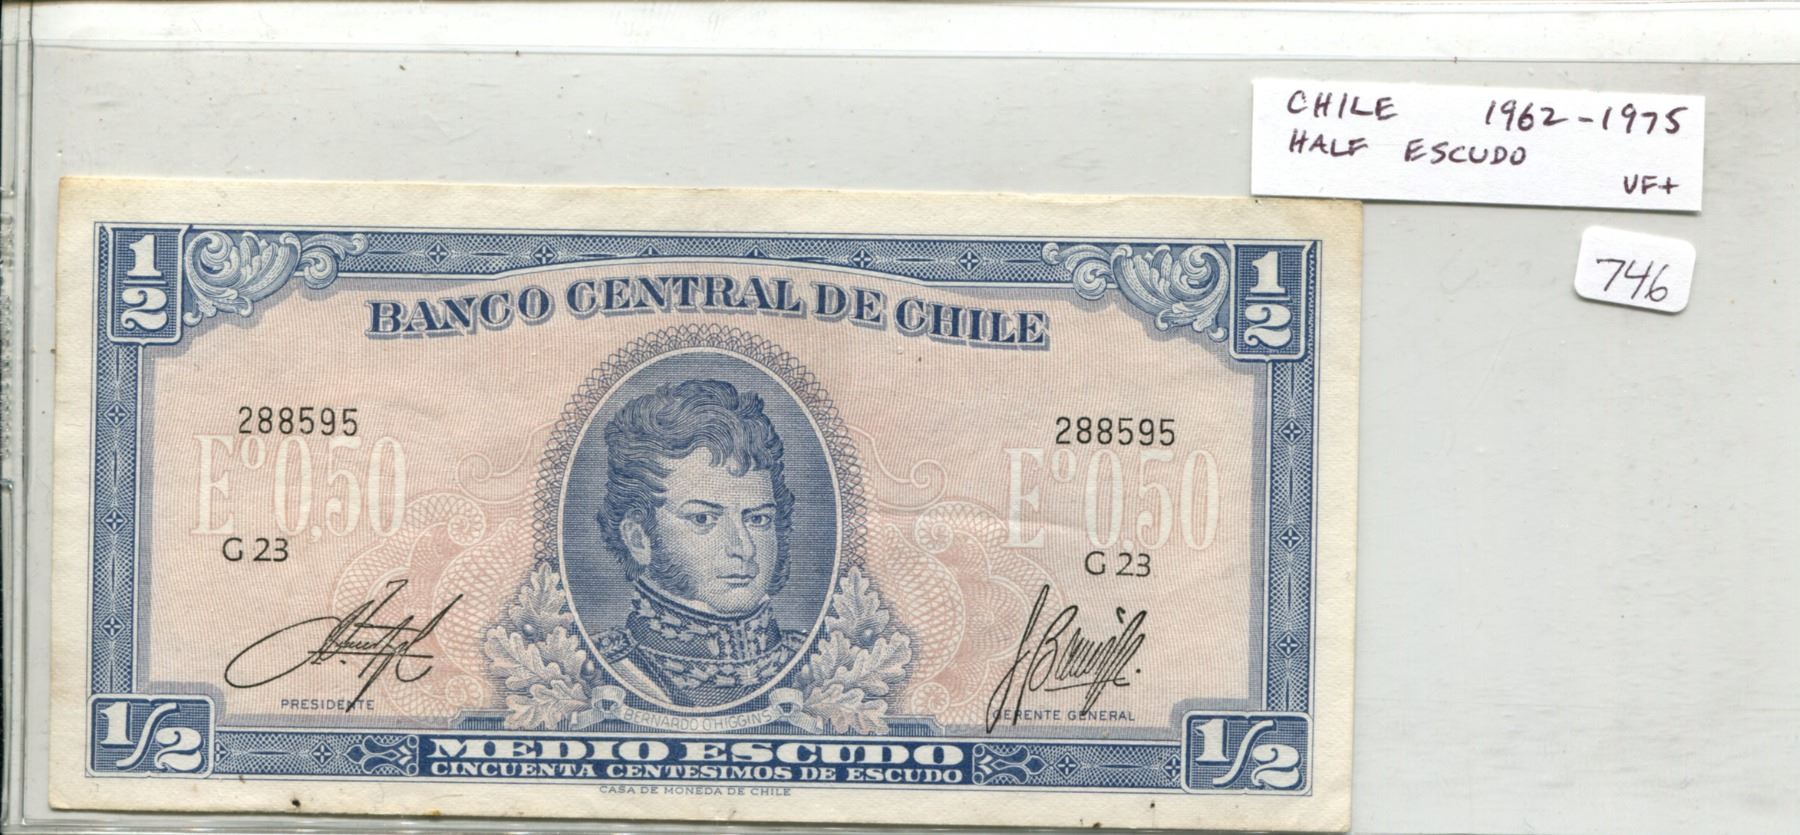 CHILE 1962-1975
HALF ESCUDO
VF+
746
1/2 1/2
BANCO CENTRAL DE CHILE
288595 288595
Eº 0,50 Eº 0,50
G 23 G 23
PRESIDENTE GERENTE GENERAL
BERNARDO O'HIGGINS
1/2 1/2
MEDIO ESCUDO
CINCUENTA CENTESIMOS DE ESCUDO
CASA DE MONEDA DE CHILE